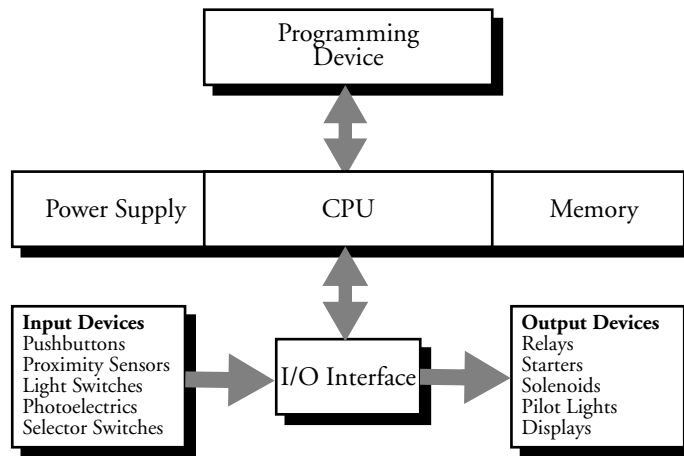 Programming
Device
Power Supply
CPU
Memory
Input Devices
Pushbuttons
Proximity Sensors
Light Switches
Photoelectrics
Selector Switches
I/O Interface
Output Devices
Relays
Starters
Solenoids
Pilot Lights
Displays